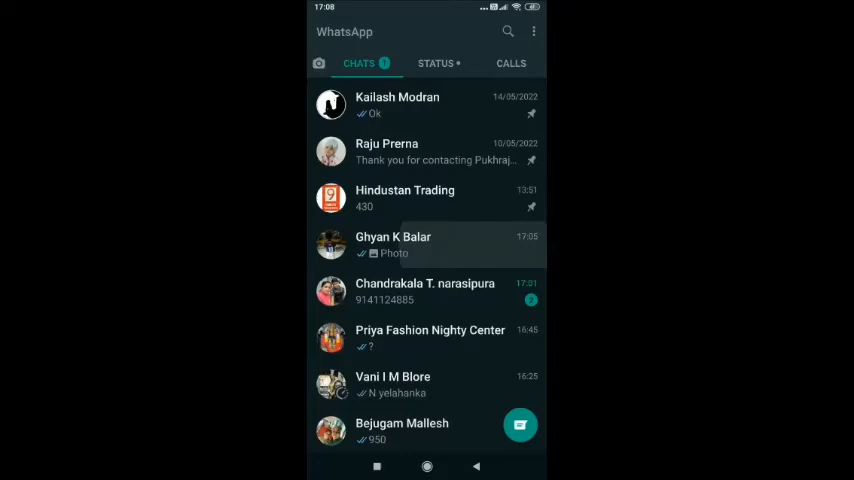 17:08
WhatsApp
CHATS 1
STATUS
CALLS
Kailash Modran 14/05/2022
Ok
Raju Prerna 10/05/2022
Thank you for contacting Pukhraj...
Hindustan Trading 13:51
430
Ghyan K Balar 17:05
Photo
Chandrakala T. narasipura 17:01
9141124885 2
Priya Fashion Nighty Center 16:45
?
Vani I M Blore 16:25
N yelahanka
Bejugam Mallesh
950